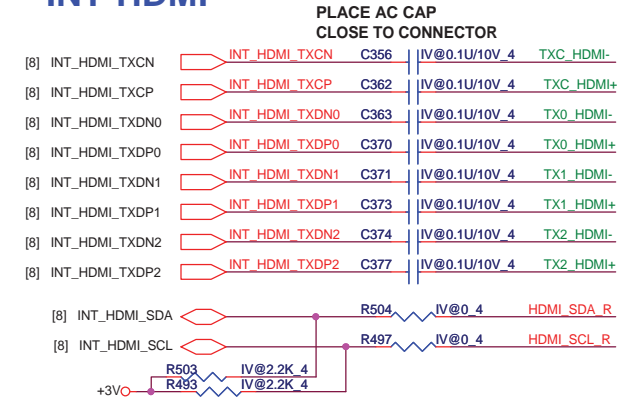 INT HDMI
PLACE AC CAP
CLOSE TO CONNECTOR
[8] INT_HDMI_TXCN INT_HDMI_TXCN C356 IV@0.1U/10V_4 TXC_HDMI-
[8] INT_HDMI_TXCP INT_HDMI_TXCP C362 IV@0.1U/10V_4 TXC_HDMI+
[8] INT_HDMI_TXDN0 INT_HDMI_TXDN0 C363 IV@0.1U/10V_4 TX0_HDMI-
[8] INT_HDMI_TXDP0 INT_HDMI_TXDP0 C370 IV@0.1U/10V_4 TX0_HDMI+
[8] INT_HDMI_TXDN1 INT_HDMI_TXDN1 C371 IV@0.1U/10V_4 TX1_HDMI-
[8] INT_HDMI_TXDP1 INT_HDMI_TXDP1 C373 IV@0.1U/10V_4 TX1_HDMI+
[8] INT_HDMI_TXDN2 INT_HDMI_TXDN2 C374 IV@0.1U/10V_4 TX2_HDMI-
[8] INT_HDMI_TXDP2 INT_HDMI_TXDP2 C377 IV@0.1U/10V_4 TX2_HDMI+
[8] INT_HDMI_SDA R504 IV@0_4 HDMI_SDA_R
[8] INT_HDMI_SCL R497 IV@0_4 HDMI_SCL_R
R503 IV@2.2K_4
+3V R493 IV@2.2K_4